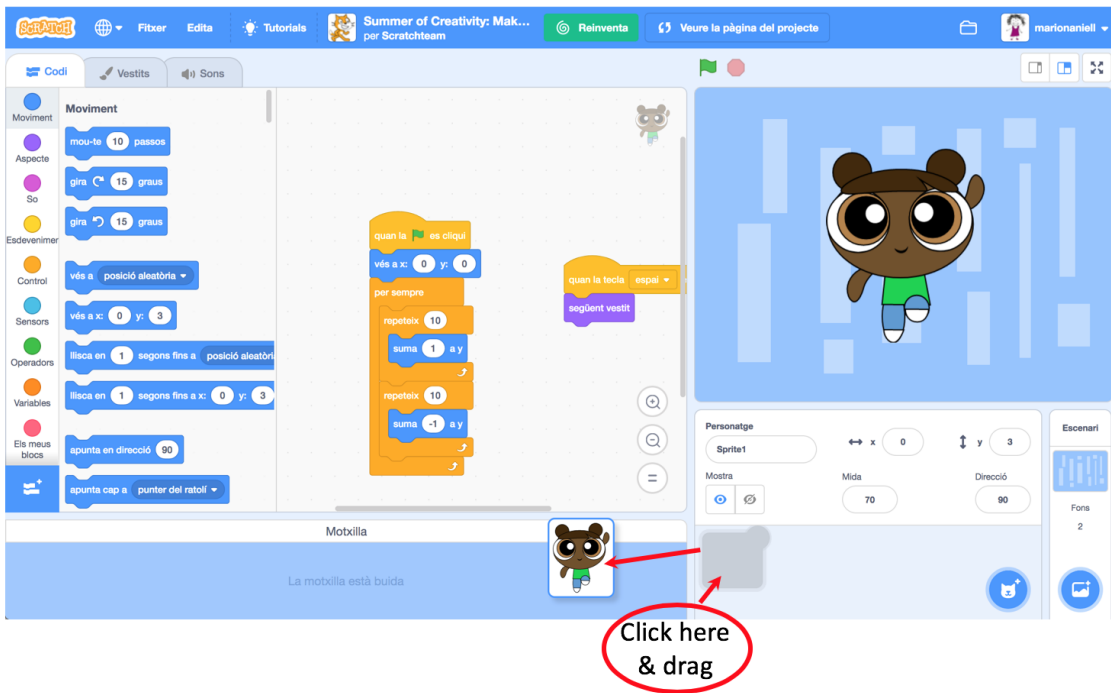 SCRATCH
Fitxer
Edita
Tutorials
Summer of Creativity: Mak...
per Scratchteam
Reinventa
Veure la pàgina del projecte
marionaniell
Codi
Vestits
Sons
Moviment
Aspecte
So
Esdevenimer
Control
Sensors
Operadors
Variables
Els meus
blocs
Moviment
mou-te 10 passos
gira 15 graus
gira 15 graus
vés a posició aleatòria
vés a x: 0 y: 3
llisca en 1 segons fins a posició aleatòri
llisca en 1 segons fins a x: 0 y: 3
apunta en direcció 90
apunta cap a punter del ratolí
quan la es cliqui
vés a x: 0 y: 0
per sempre
repeteix 10
suma 1 a y
repeteix 10
suma -1 a y
quan la tecla espai
següent vestit
Personatge
Sprite1
x 0
y 3
Mostra
Mida
70
Direcció
90
Escenari
Fons
2
Motxilla
La motxilla està buida
Click here
& drag